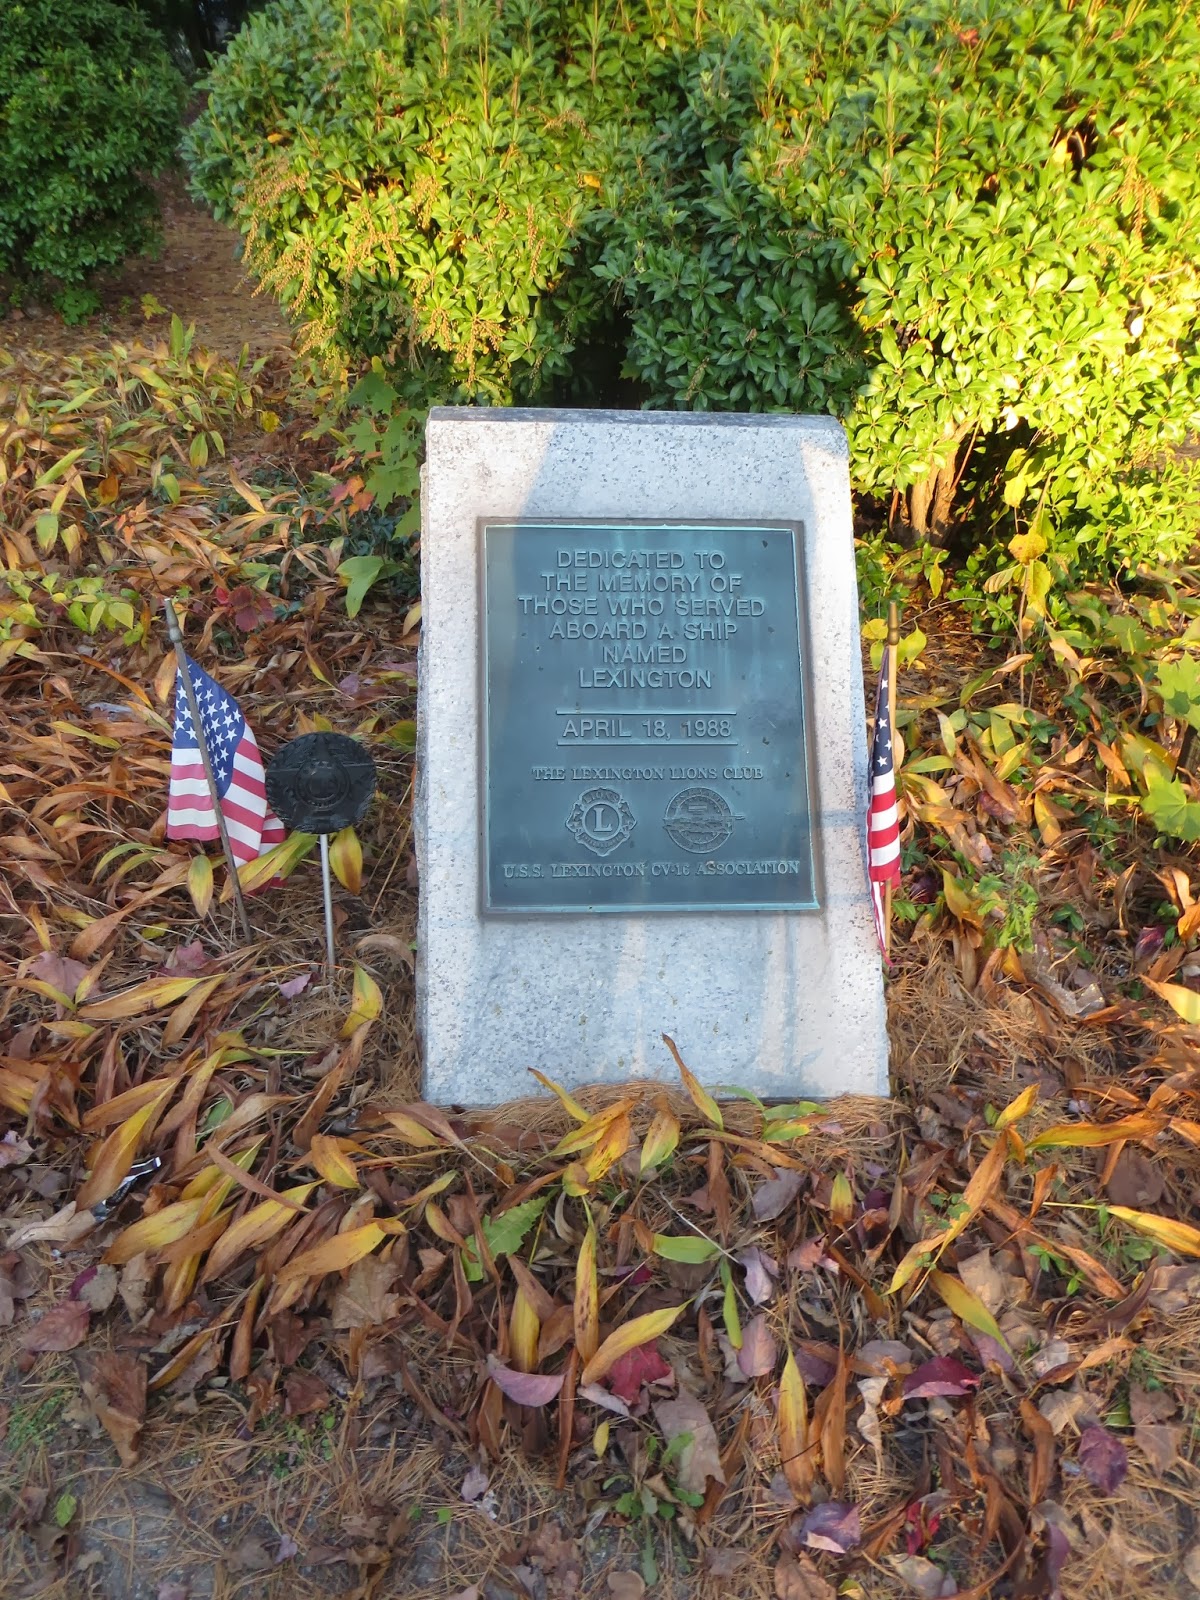 DEDICATED TO
THE MEMORY OF
THOSE WHO SERVED
ABOARD A SHIP
NAMED
LEXINGTON
APRIL 18, 1988
THE LEXINGTON LIONS CLUB
LIONS
L
U.S.S. LEXINGTON CV-16 ASSOCIATION